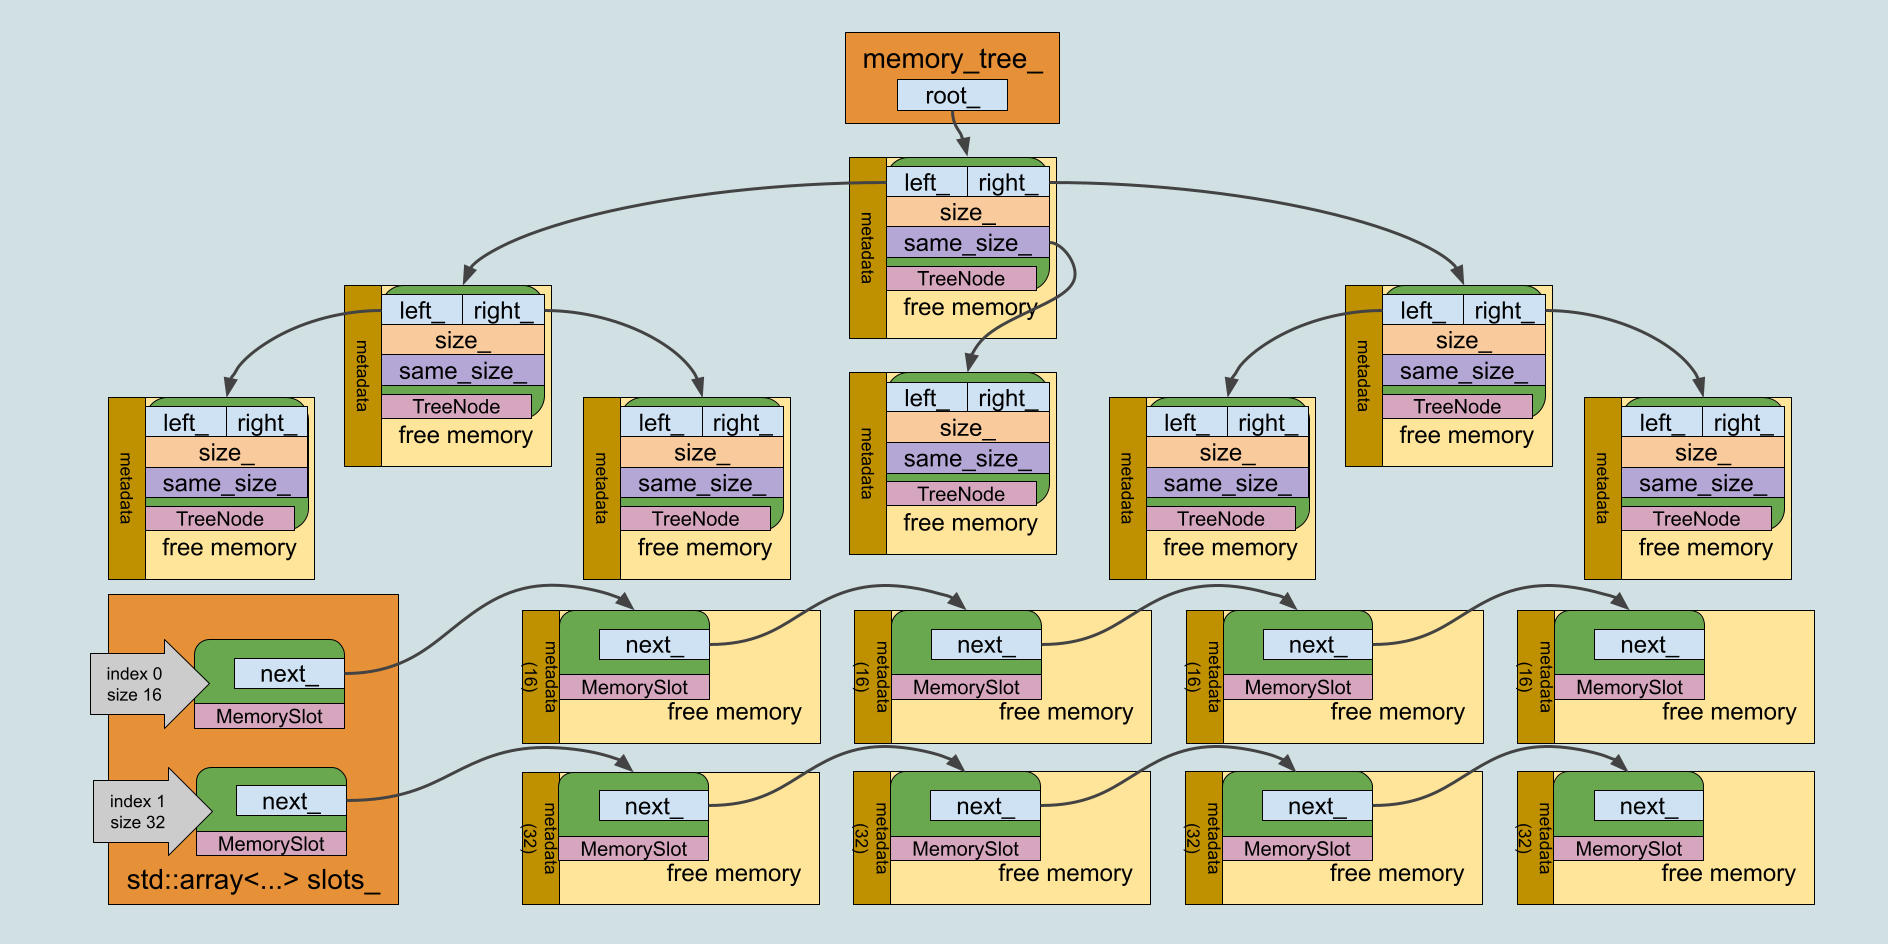 memory_tree_
root_
left_ right_
size_
same_size_
TreeNode
metadata
free memory
left_ right_
size_
same_size_
TreeNode
metadata
free memory
left_ right_
size_
same_size_
TreeNode
metadata
free memory
left_ right_
size_
same_size_
TreeNode
metadata
free memory
left_ right_
size_
same_size_
TreeNode
metadata
free memory
left_ right_
size_
same_size_
TreeNode
metadata
free memory
left_ right_
size_
same_size_
TreeNode
metadata
free memory
left_ right_
size_
same_size_
TreeNode
metadata
free memory
index 0
size 16
next_
MemorySlot
metadata
(16)
next_
MemorySlot
free memory
metadata
(16)
next_
MemorySlot
free memory
metadata
(16)
next_
MemorySlot
free memory
metadata
(16)
next_
MemorySlot
free memory
index 1
size 32
next_
MemorySlot
std::array<...> slots_
metadata
(32)
next_
MemorySlot
free memory
metadata
(32)
next_
MemorySlot
free memory
metadata
(32)
next_
MemorySlot
free memory
metadata
(32)
next_
MemorySlot
free memory